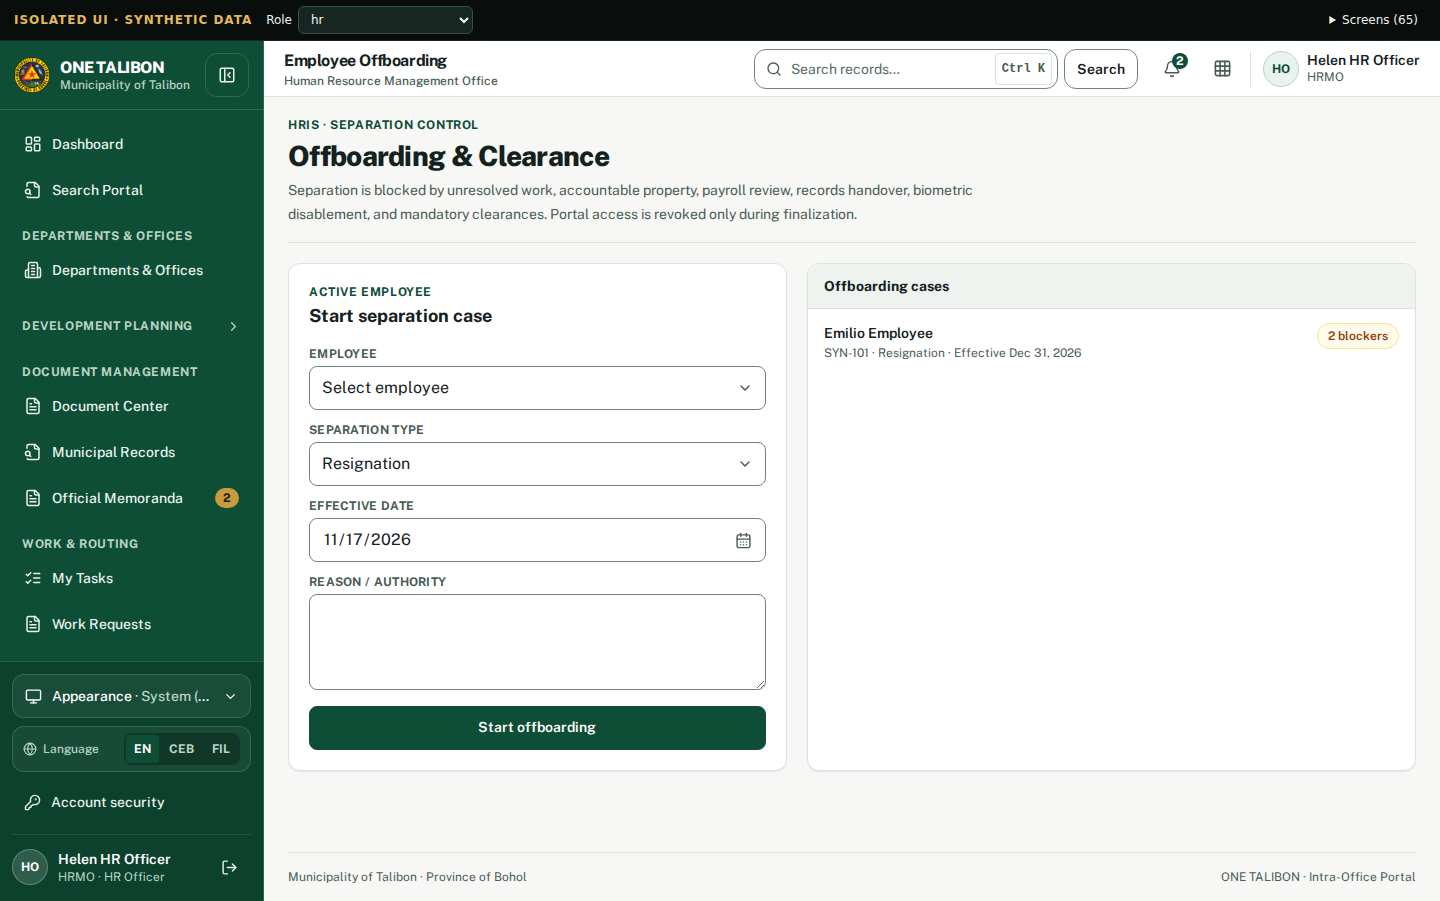 ISOLATED UI · SYNTHETIC DATA
Role
hr
Screens (65)
ONE TALIBON
Municipality of Talibon
Employee Offboarding
Human Resource Management Office
Search records...
Ctrl K
Search
2
HO
Helen HR Officer
HRMO
Dashboard
Search Portal
DEPARTMENTS & OFFICES
Departments & Offices
DEVELOPMENT PLANNING
DOCUMENT MANAGEMENT
Document Center
Municipal Records
Official Memoranda
2
WORK & ROUTING
My Tasks
Work Requests
Appearance · System (...
Language
EN
CEB
FIL
Account security
HO
Helen HR Officer
HRMO · HR Officer
HRIS · SEPARATION CONTROL
Offboarding & Clearance
Separation is blocked by unresolved work, accountable property, payroll review, records handover, biometric
disablement, and mandatory clearances. Portal access is revoked only during finalization.
ACTIVE EMPLOYEE
Start separation case
EMPLOYEE
Select employee
SEPARATION TYPE
Resignation
EFFECTIVE DATE
11/17/2026
REASON / AUTHORITY
Start offboarding
Offboarding cases
Emilio Employee
SYN-101 · Resignation · Effective Dec 31, 2026
2 blockers
Municipality of Talibon · Province of Bohol
ONE TALIBON · Intra-Office Portal